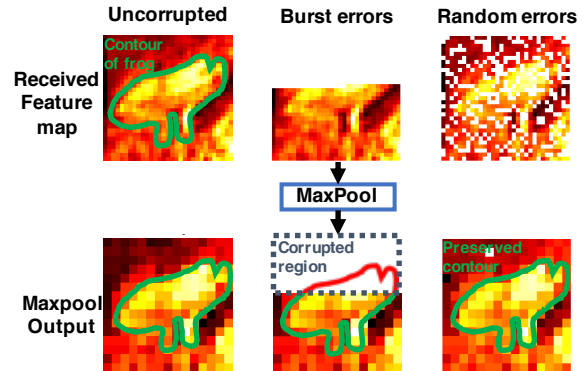 Uncorrupted
Burst errors
Random errors
Received
Feature
map
Contour
of frog
MaxPool
Maxpool
Output
Corrupted
region
Preserved
contour